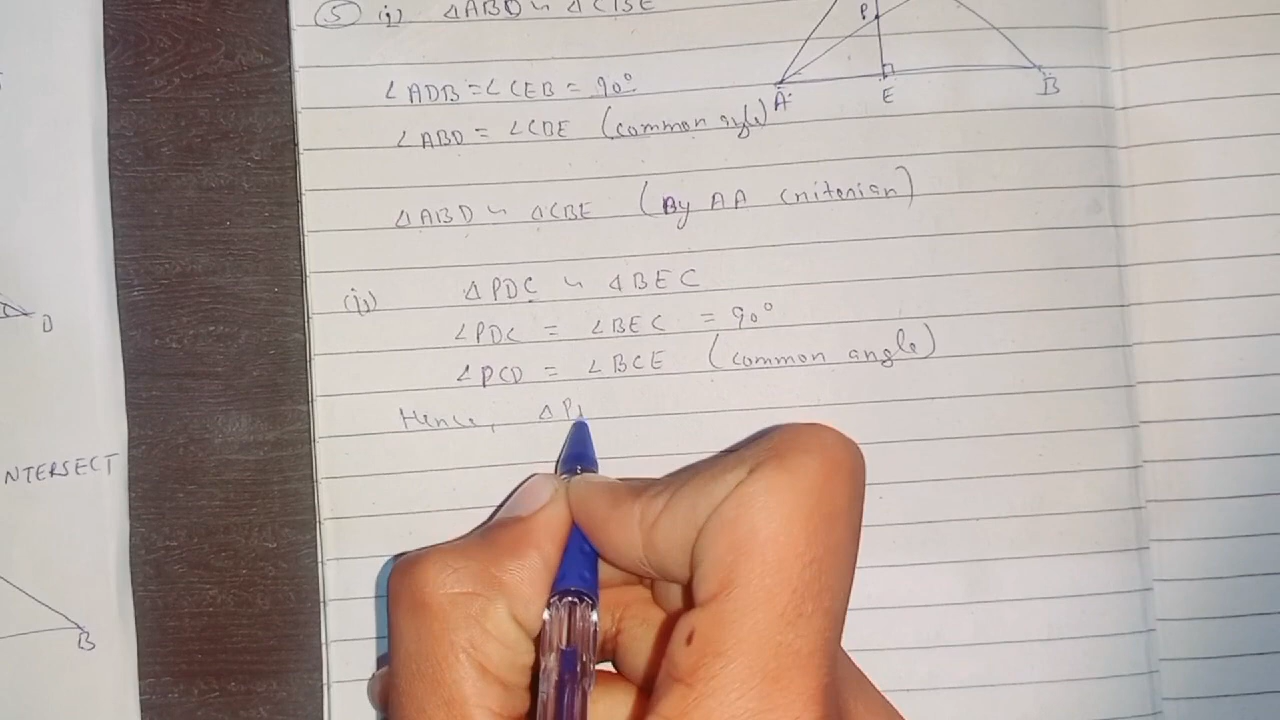 5 (i) △ABD ~ △CBE
P
∠ADB = ∠CEB = 90°
A E B
∠ABD = ∠CBE (common angle)
△ABD ~ △CBE (By AA criterian)
(ii) △PDC ~ △BEC
∠PDC = ∠BEC = 90°
∠PCD = ∠BCE (common angle)
Hence, △P
D
NTERSECT
B